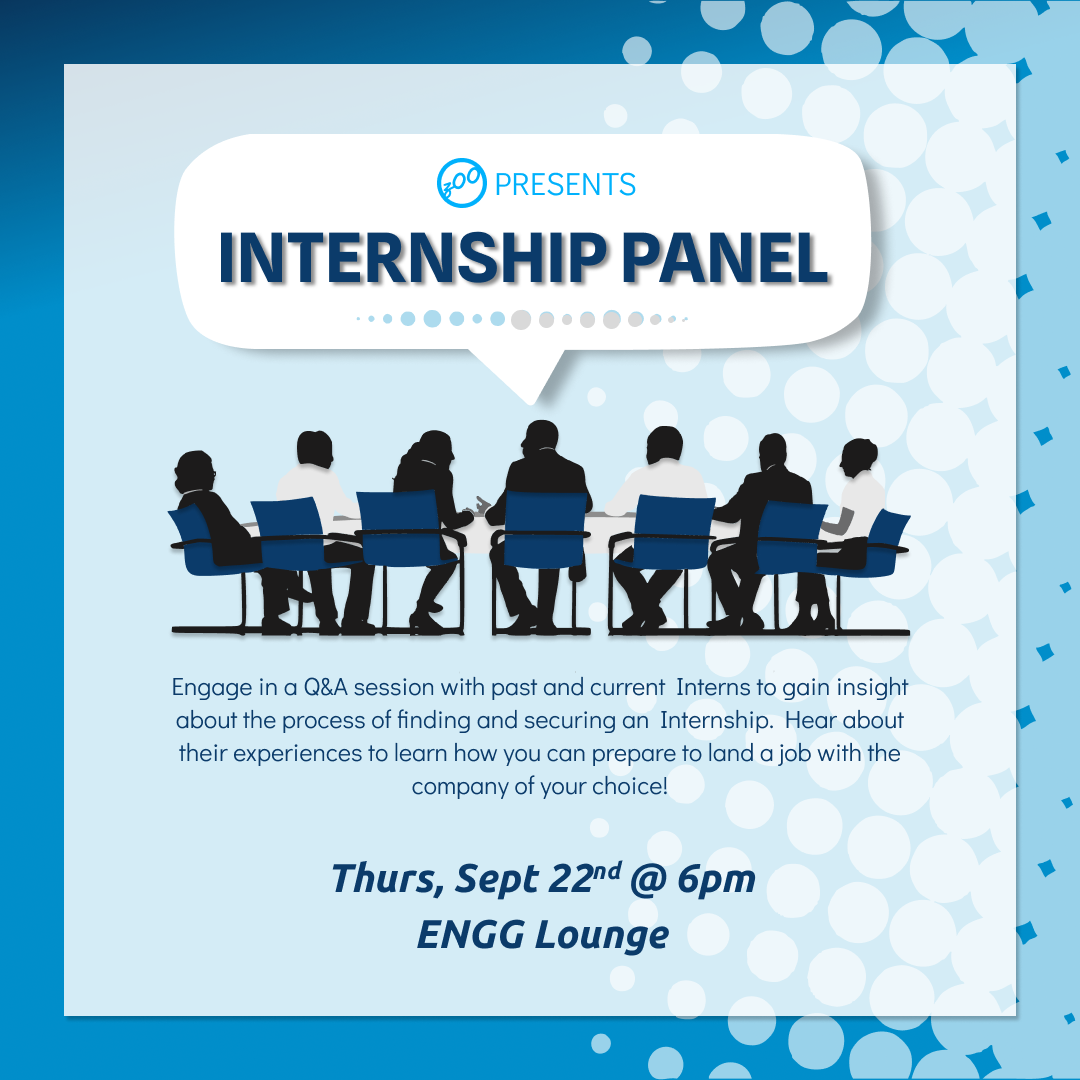 ZOO PRESENTS
INTERNSHIP PANEL
Engage in a Q&A session with past and current Interns to gain insight
about the process of finding and securing an Internship. Hear about
their experiences to learn how you can prepare to land a job with the
company of your choice!
Thurs, Sept 22nd @ 6pm
ENGG Lounge